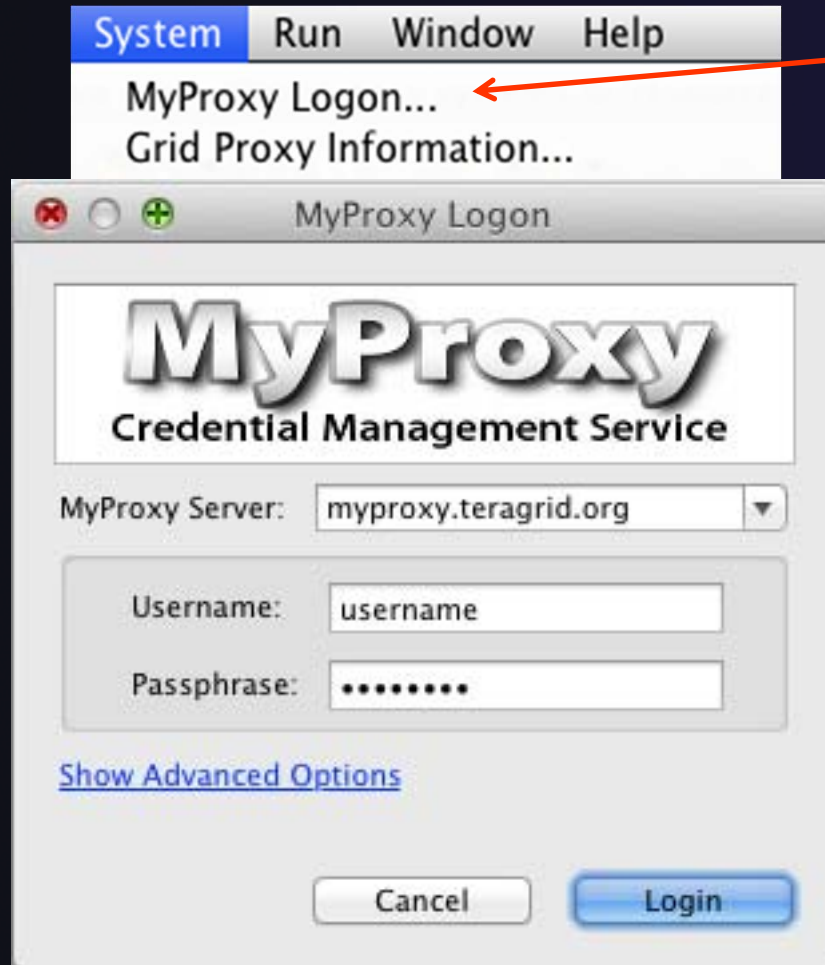 System Run Window Help
MyProxy Logon...
Grid Proxy Information...
MyProxy Logon
MyProxy
Credential Management Service
MyProxy Server: myproxy.teragrid.org
Username: username
Passphrase: ••••••••
Show Advanced Options
Cancel Login